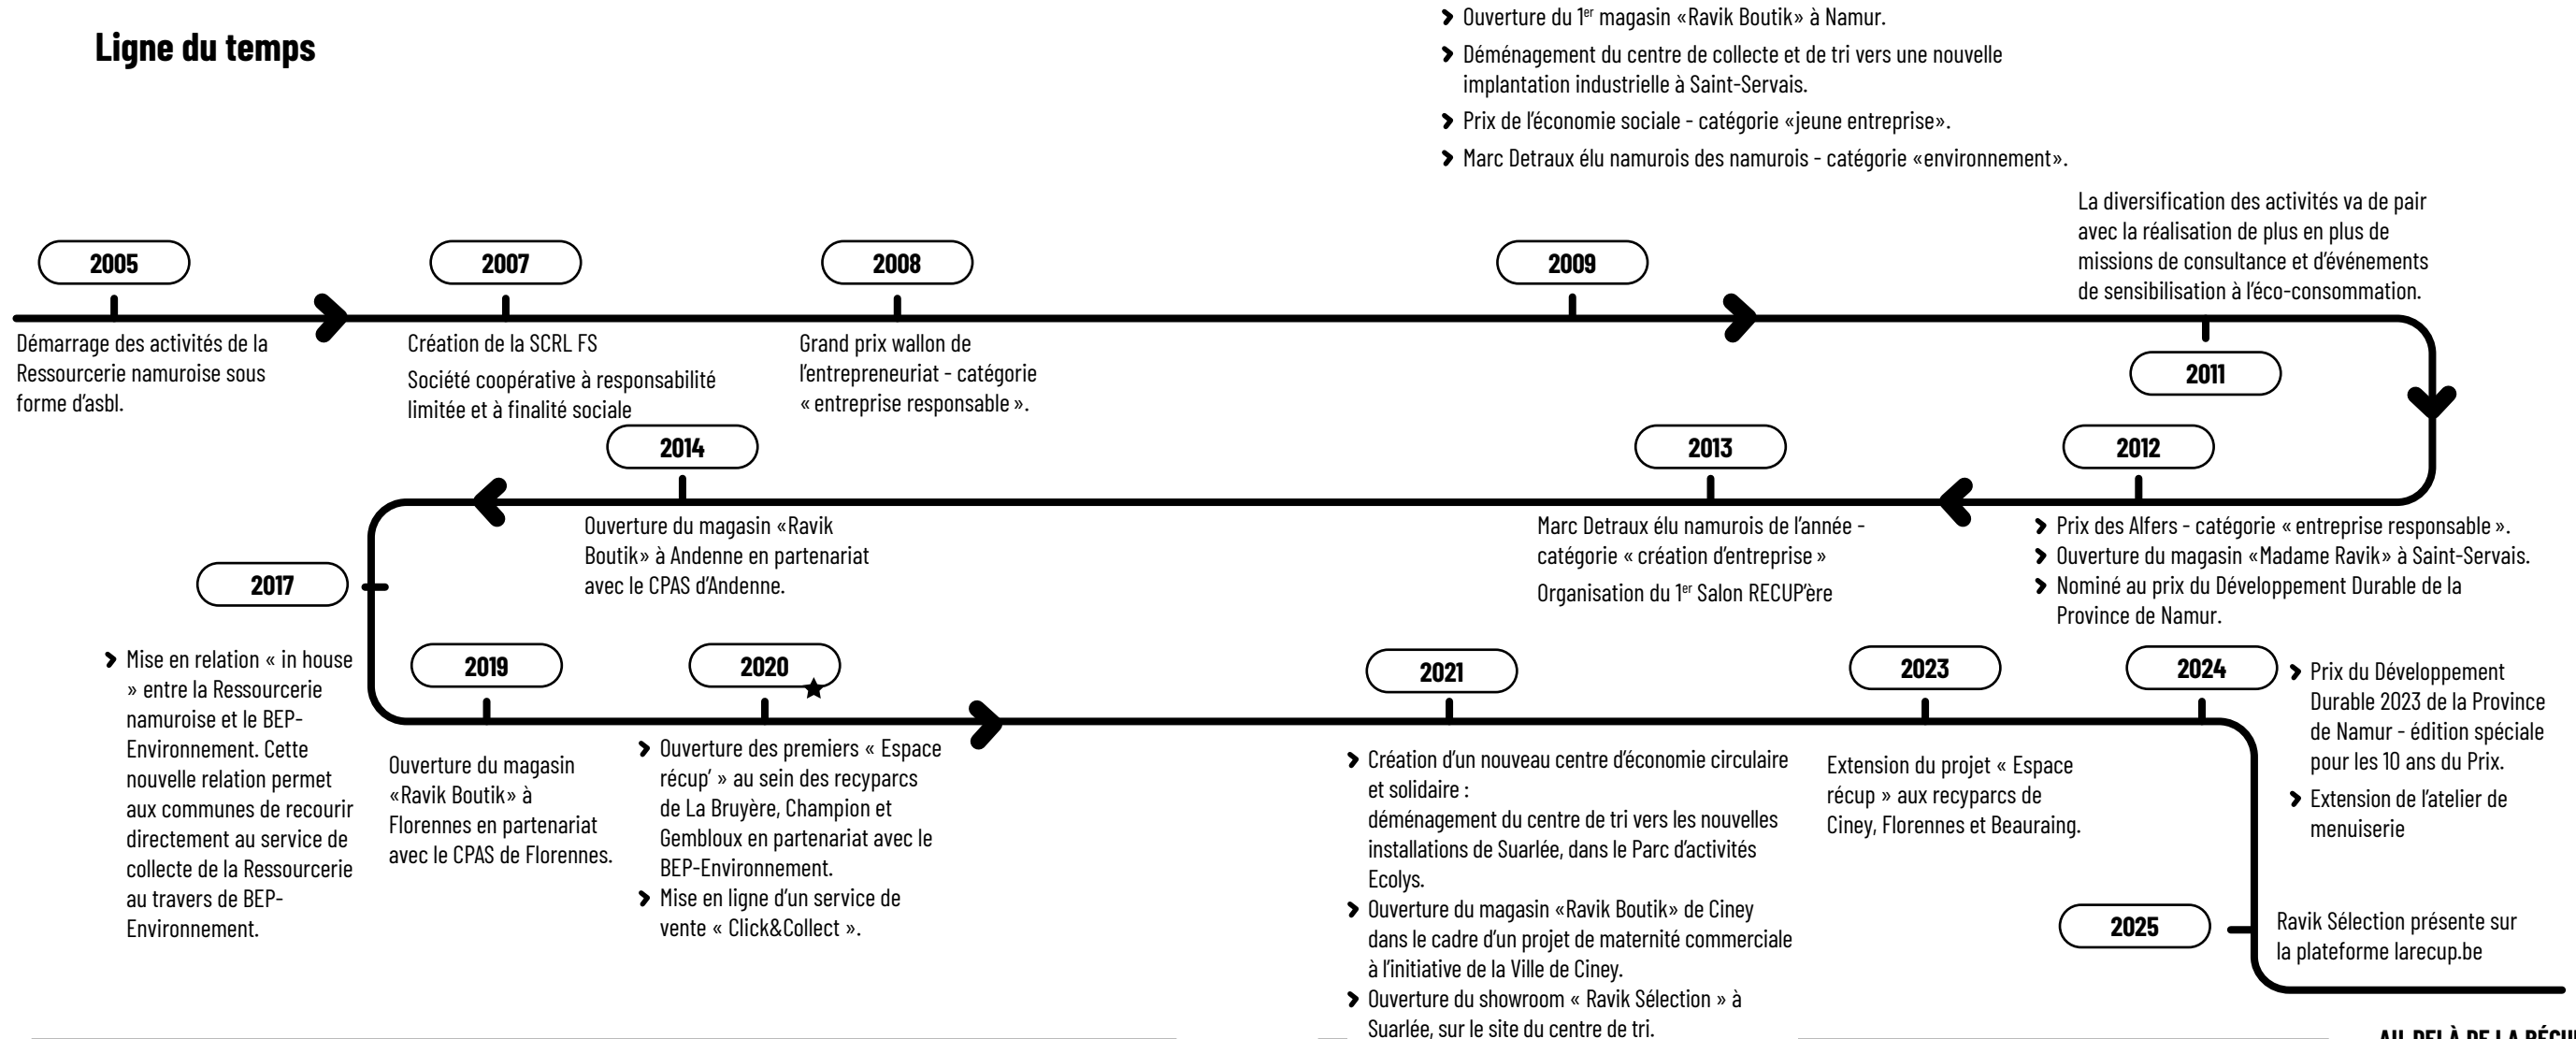 Ligne du temps
2005
Démarrage des activités de la
Ressourcerie namuroise sous
forme d'asbl.
2007
Création de la SCRL FS
Société coopérative à responsabilité
limitée et à finalité sociale
2008
Grand prix wallon de
l'entrepreneuriat - catégorie
« entreprise responsable ».
Ouverture du 1er magasin «Ravik Boutik» à Namur.
Déménagement du centre de collecte et de tri vers une nouvelle
implantation industrielle à Saint-Servais.
Prix de l'économie sociale - catégorie «jeune entreprise».
Marc Detraux élu namurois des namurois - catégorie «environnement».
2009
La diversification des activités va de pair
avec la réalisation de plus en plus de
missions de consultance et d'événements
de sensibilisation à l'éco-consommation.
2011
2012
Prix des Alfers - catégorie « entreprise responsable ».
Ouverture du magasin «Madame Ravik» à Saint-Servais.
Nominé au prix du Développement Durable de la
Province de Namur.
2013
Marc Detraux élu namurois de l'année -
catégorie « création d'entreprise »
Organisation du 1er Salon RECUP'ère
2014
Ouverture du magasin «Ravik
Boutik» à Andenne en partenariat
avec le CPAS d'Andenne.
2017
Mise en relation « in house
» entre la Ressourcerie
namuroise et le BEP-
Environnement. Cette
nouvelle relation permet
aux communes de recourir
directement au service de
collecte de la Ressourcerie
au travers de BEP-
Environnement.
2019
Ouverture du magasin
«Ravik Boutik» à
Florennes en partenariat
avec le CPAS de Florennes.
2020
Ouverture des premiers « Espace
récup' » au sein des recyparcs
de La Bruyère, Champion et
Gembloux en partenariat avec le
BEP-Environnement.
Mise en ligne d'un service de
vente « Click&Collect ».
2021
Création d'un nouveau centre d'économie circulaire
et solidaire :
déménagement du centre de tri vers les nouvelles
installations de Suarlée, dans le Parc d'activités
Ecolys.
Ouverture du magasin «Ravik Boutik» de Ciney
dans le cadre d'un projet de maternité commerciale
à l'initiative de la Ville de Ciney.
Ouverture du showroom « Ravik Sélection » à
Suarlée, sur le site du centre de tri.
2023
Extension du projet « Espace
récup » aux recyparcs de
Ciney, Florennes et Beauraing.
2024
Prix du Développement
Durable 2023 de la Province
de Namur - édition spéciale
pour les 10 ans du Prix.
Extension de l'atelier de
menuiserie
2025
Ravik Sélection présente sur
la plateforme larecup.be
AU-DELÀ DE LA